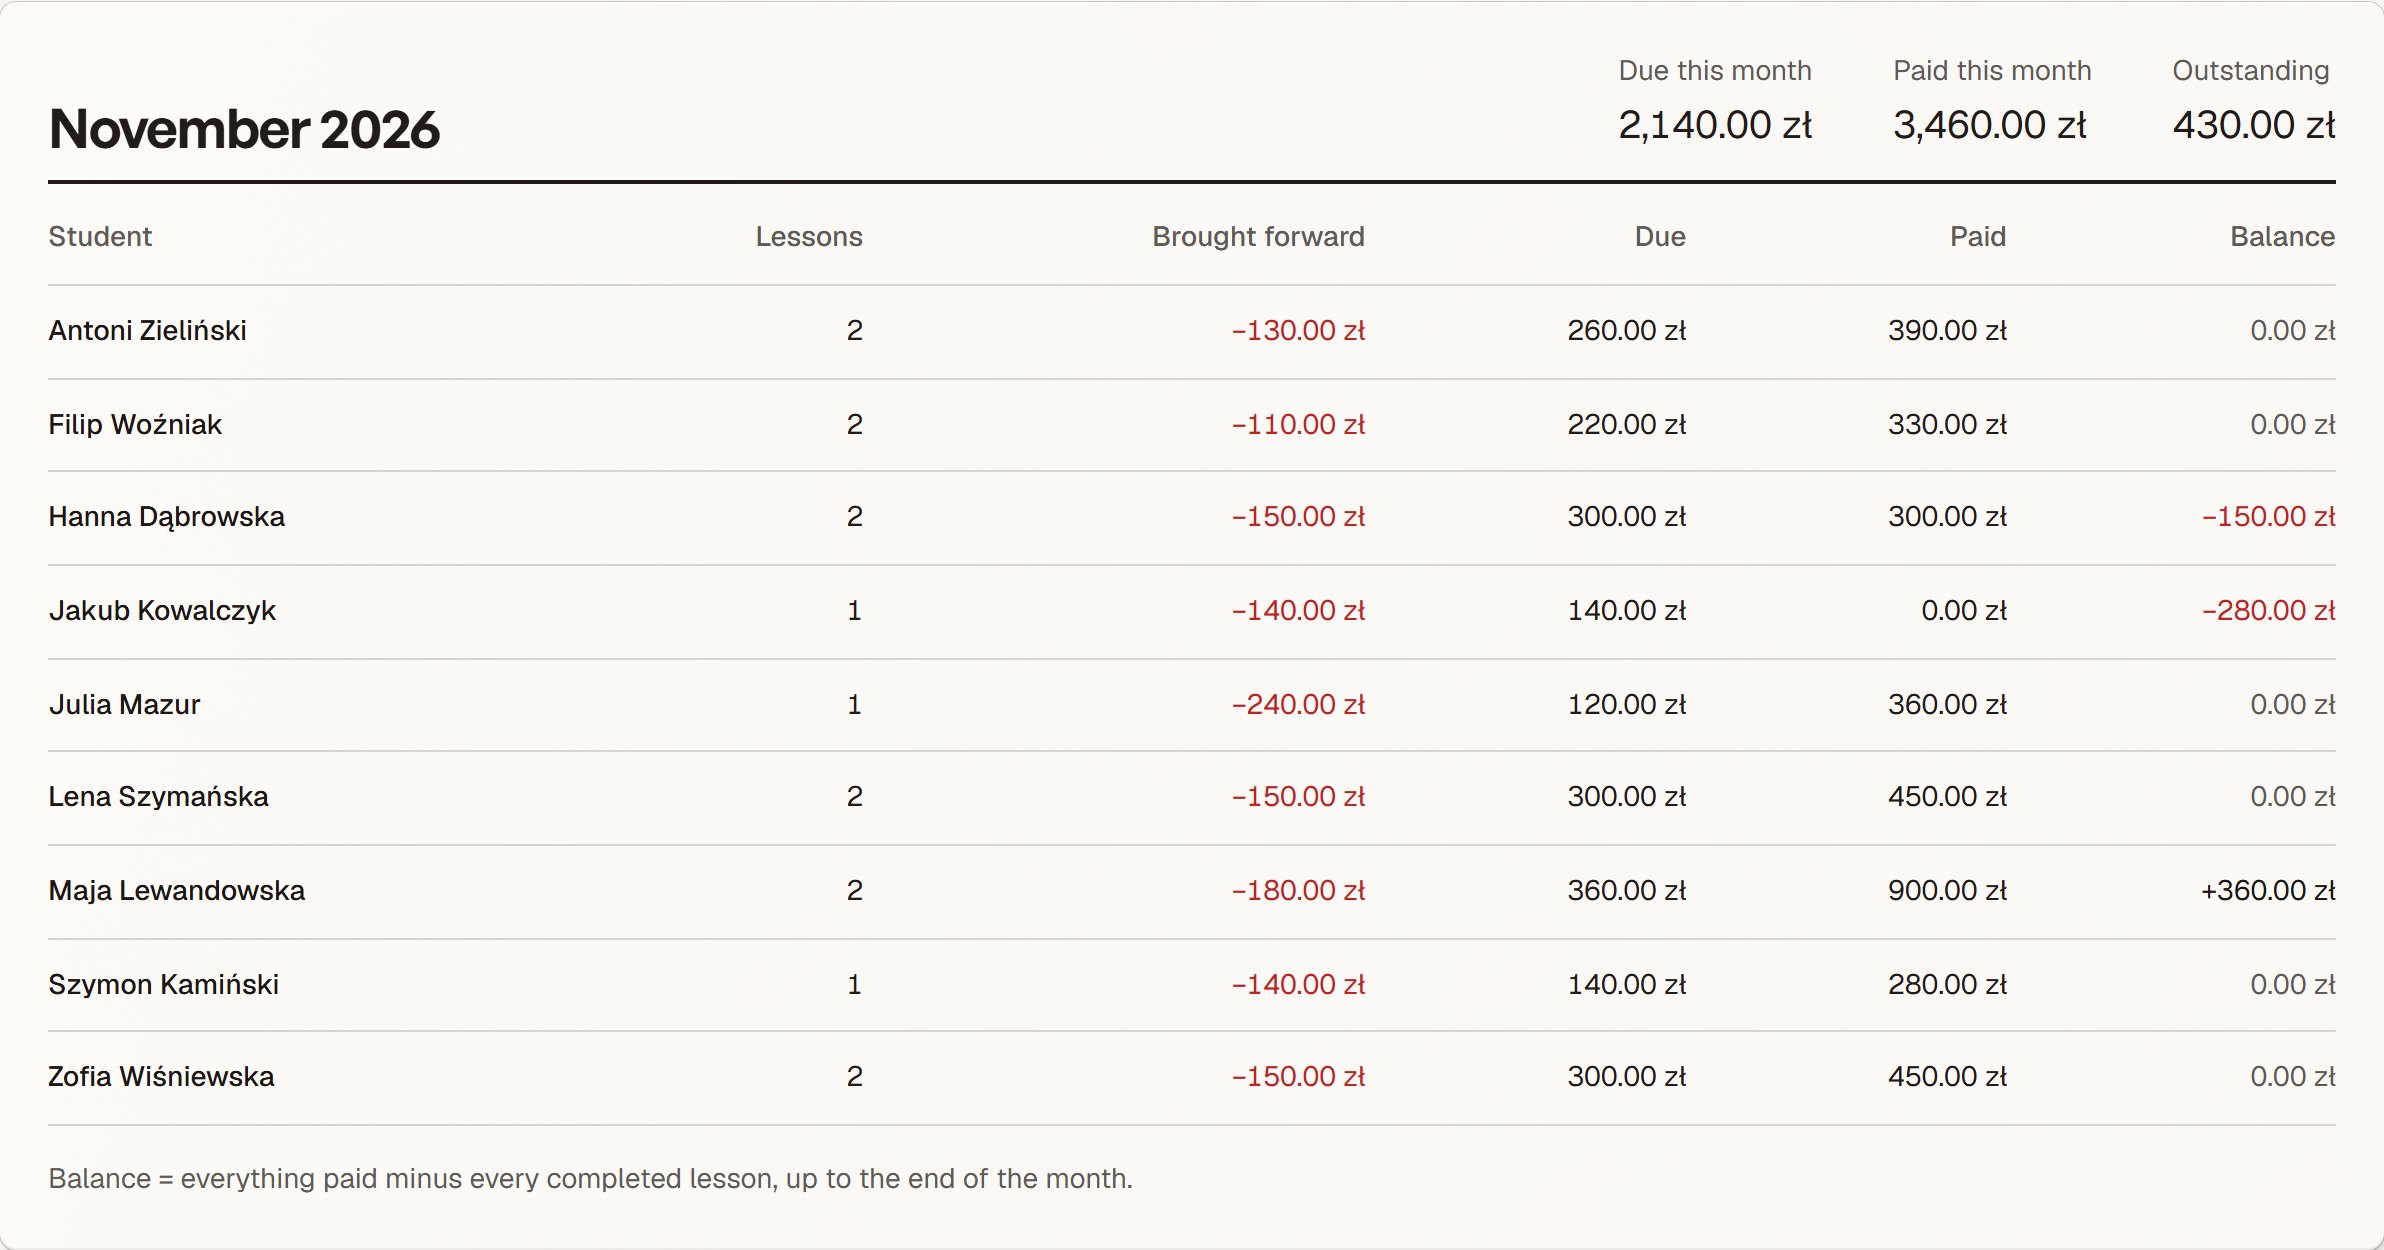 November 2026
Due this month Paid this month Outstanding
2,140.00 zł 3,460.00 zł 430.00 zł
Student Lessons Brought forward Due Paid Balance
Antoni Zieliński 2 −130.00 zł 260.00 zł 390.00 zł 0.00 zł
Filip Woźniak 2 −110.00 zł 220.00 zł 330.00 zł 0.00 zł
Hanna Dąbrowska 2 −150.00 zł 300.00 zł 300.00 zł −150.00 zł
Jakub Kowalczyk 1 −140.00 zł 140.00 zł 0.00 zł −280.00 zł
Julia Mazur 1 −240.00 zł 120.00 zł 360.00 zł 0.00 zł
Lena Szymańska 2 −150.00 zł 300.00 zł 450.00 zł 0.00 zł
Maja Lewandowska 2 −180.00 zł 360.00 zł 900.00 zł +360.00 zł
Szymon Kamiński 1 −140.00 zł 140.00 zł 280.00 zł 0.00 zł
Zofia Wiśniewska 2 −150.00 zł 300.00 zł 450.00 zł 0.00 zł
Balance = everything paid minus every completed lesson, up to the end of the month.